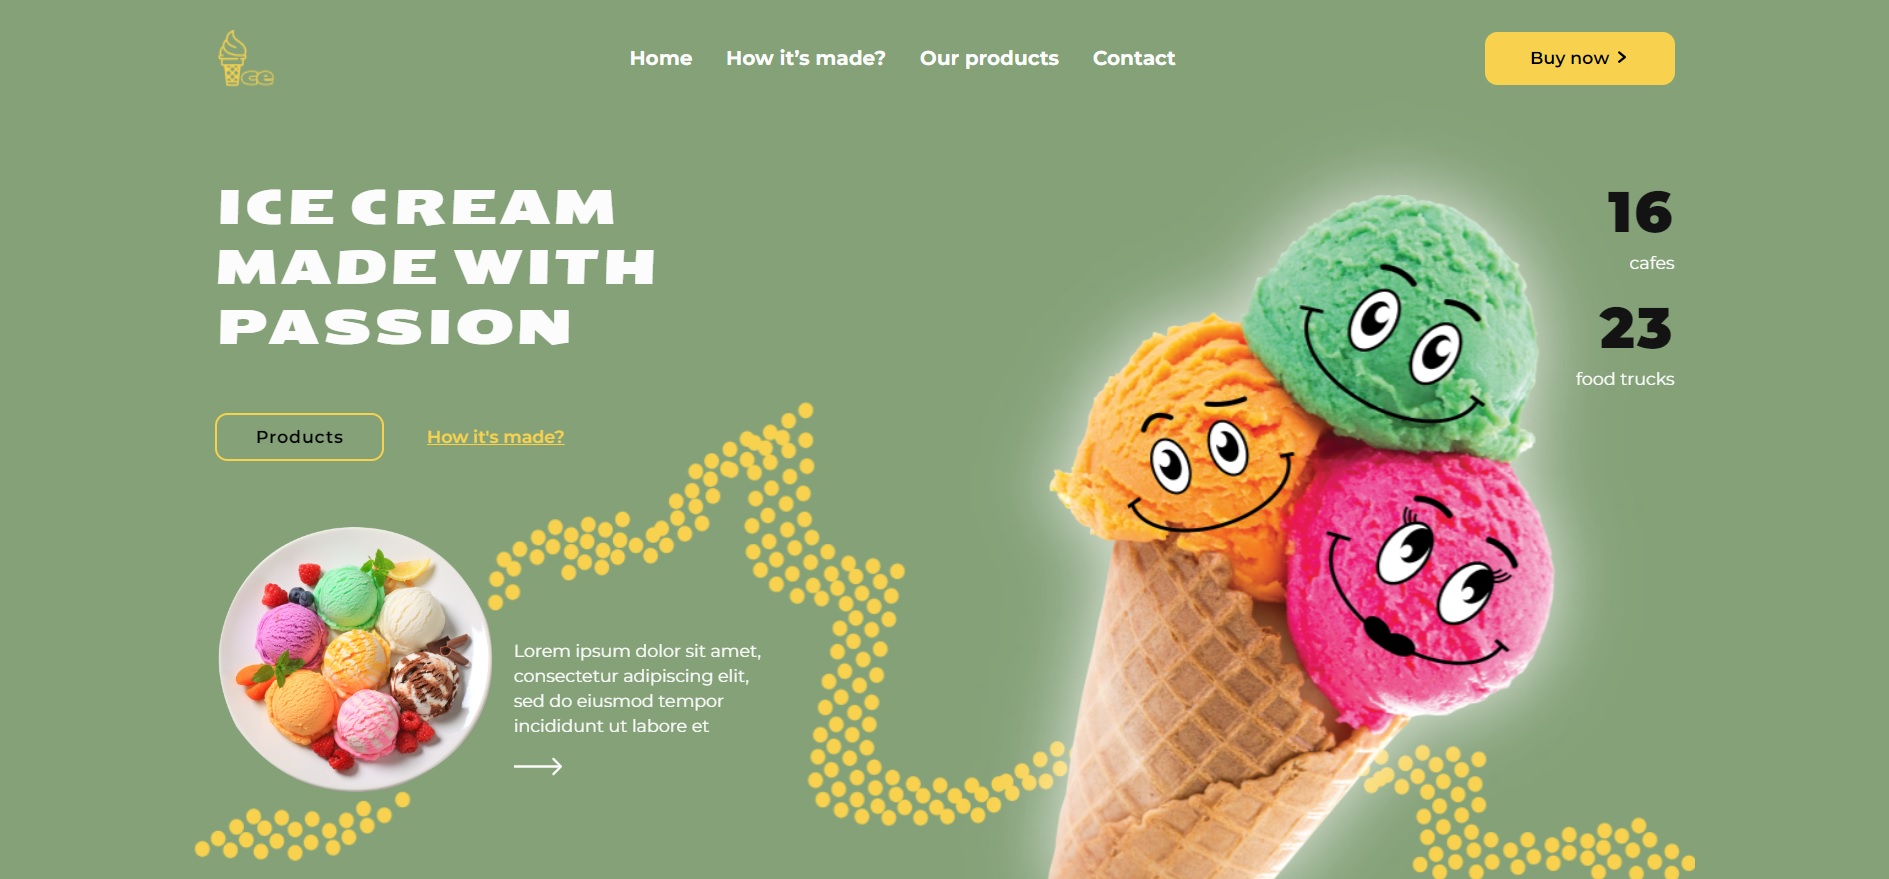 ce
Home
How it's made?
Our products
Contact
Buy now
ICE CREAM
MADE WITH
PASSION
16
cafes
23
food trucks
Products
How it's made?
Lorem ipsum dolor sit amet,
consectetur adipiscing elit,
sed do eiusmod tempor
incididunt ut labore et